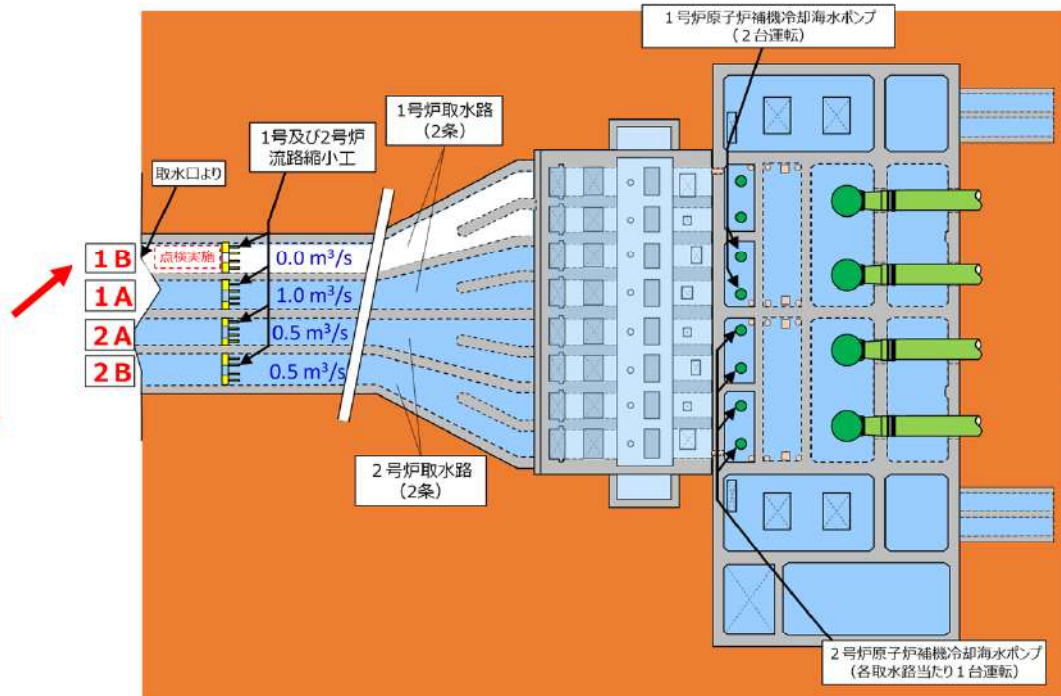 1号炉原子炉補機冷却海水ポンプ
(2台運転)
1号炉取水路
(2条)
1号及び2号炉
流路縮小工
取水口より
1B
点検実施
0.0 m³/s
1A
1.0 m³/s
2A
0.5 m³/s
2B
0.5 m³/s
2号炉取水路
(2条)
2号炉原子炉補機冷却海水ポンプ
(各取水路当たり1台運転)